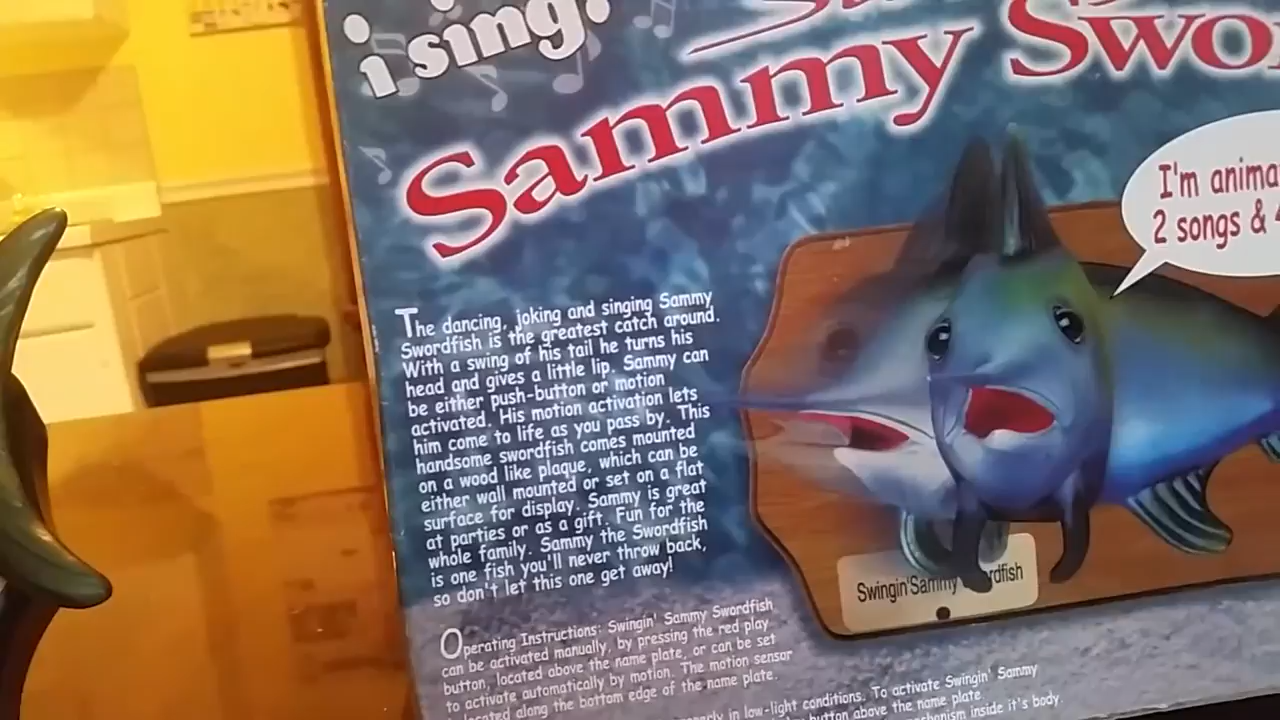 i sing!
Sammy Swo
I'm anima
2 songs & 4
The dancing, joking and singing Sammy
Swordfish is the greatest catch around.
With a swing of his tail he turns his
head and gives a little lip. Sammy can
be either push-button or motion
activated. His motion activation lets
him come to life as you pass by. This
handsome swordfish comes mounted
on a wood like plaque, which can be
either wall mounted or set on a flat
surface for display. Sammy is great
at parties or as a gift. Fun for the
whole family. Sammy the Swordfish
is one fish you'll never throw back,
so don't let this one get away!
Swingin'Sammy rdfish
Operating Instructions: Swingin' Sammy Swordfish
can be activated manually, by pressing the red play
button, located above the name plate, or can be set
to activate automatically by motion. The motion sensor
located along the bottom edge of the name plate.
in low-light conditions. To activate Swingin' Sammy
button above the name plate.
inside it's body.